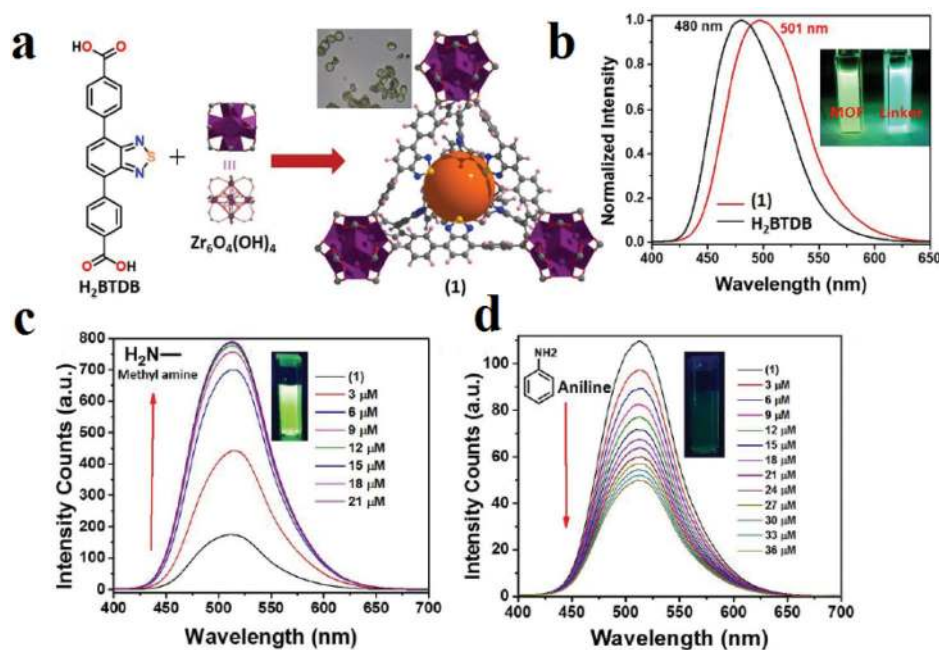 a
HO
O
N
S
N
O
OH
H₂BTDB
+
III
Zr₆O₄(OH)₄
(1)
b
Normalized Intensity
1.0
0.8
0.6
0.4
0.2
0.0
480 nm
501 nm
MOF
Linker
(1)
H₂BTDB
400 450 500 550 600 650
Wavelength (nm)
c
Intensity Counts (a.u.)
800
700
600
500
400
300
200
100
0
H₂N
Methyl amine
(1)
3 μM
6 μM
9 μM
12 μM
15 μM
18 μM
21 μM
400 450 500 550 600 650 700
Wavelength (nm)
d
Intensity Counts (a.u.)
100
80
60
40
20
0
NH2
Aniline
(1)
3 μM
6 μM
9 μM
12 μM
15 μM
18 μM
21 μM
24 μM
27 μM
30 μM
33 μM
36 μM
400 450 500 550 600 650 700
Wavelength (nm)